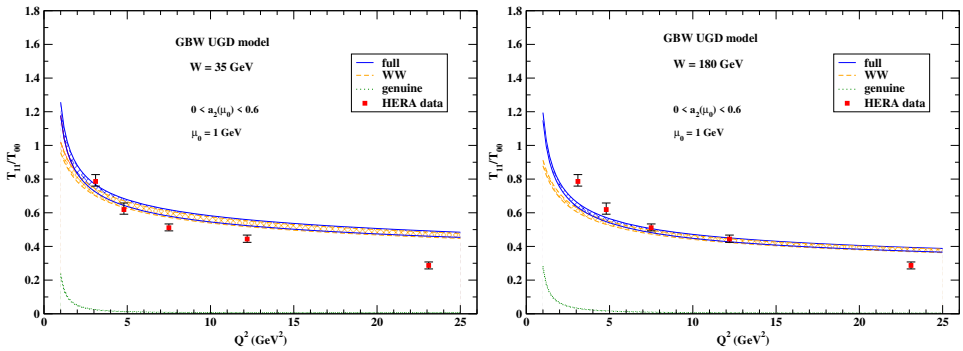 GBW UGD model
W = 35 GeV
0 < a₂(μ₀) < 0.6
μ₀ = 1 GeV
full
WW
genuine
HERA data
T₁₁/T₀₀
1.8
1.6
1.4
1.2
1
0.8
0.6
0.4
0.2
0
0 5 10 15 20 25
Q² (GeV²)
GBW UGD model
W = 180 GeV
0 < a₂(μ₀) < 0.6
μ₀ = 1 GeV
full
WW
genuine
HERA data
T₁₁/T₀₀
1.8
1.6
1.4
1.2
1
0.8
0.6
0.4
0.2
0
0 5 10 15 20 25
Q² (GeV²)